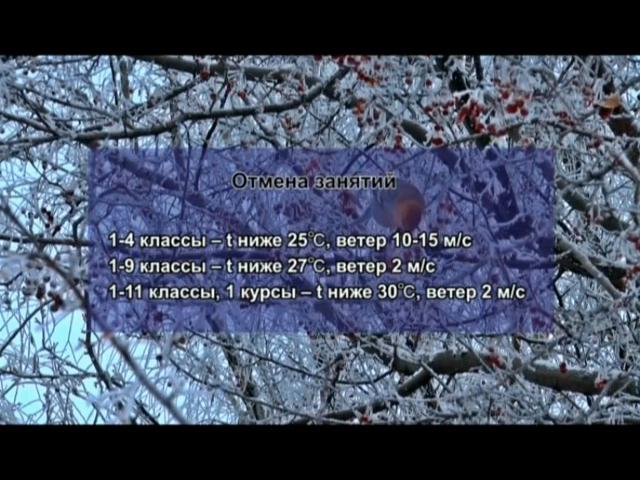 Отмена занятий
1-4 классы – t ниже 25℃, ветер 10-15 м/с
1-9 классы – t ниже 27℃, ветер 2 м/с
1-11 классы, 1 курсы – t ниже 30℃, ветер 2 м/с